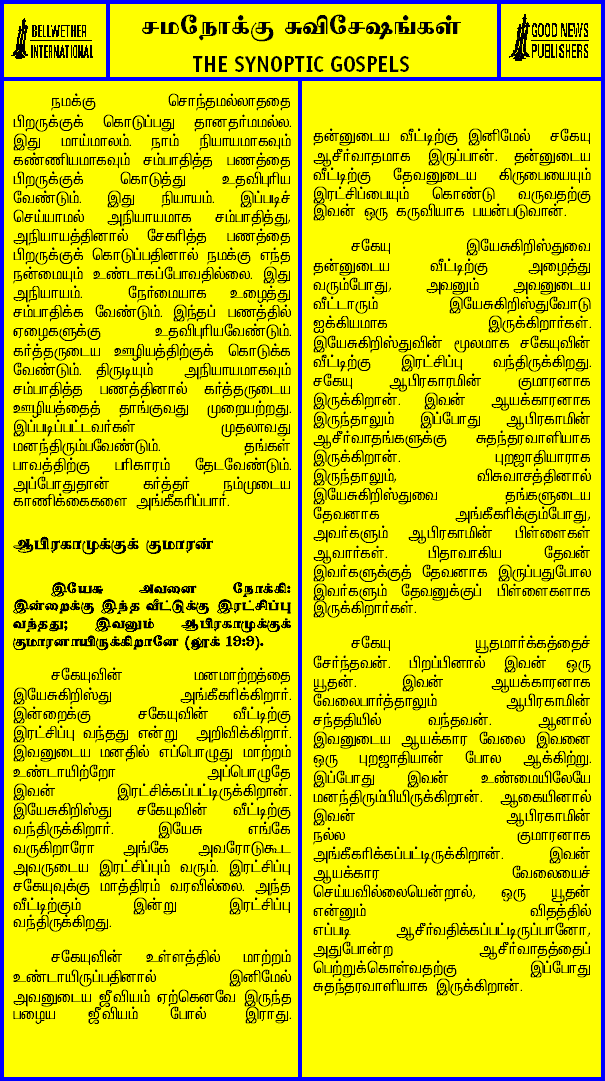 BELLWETHER
INTERNATIONAL
சமநோக்கு சுவிசேஷங்கள்
THE SYNOPTIC GOSPELS
GOOD NEWS
PUBLISHERS
நமக்கு சொந்தமல்லாததை
பிறருக்குக் கொடுப்பது தானதர்மமல்ல.
இது மாய்மாலம். நாம் நியாயமாகவும்
கண்ணியமாகவும் சம்பாதித்த பணத்தை
பிறருக்குக் கொடுத்து உதவிபுரிய
வேண்டும். இது நியாயம். இப்படிச்
செய்யாமல் அநியாயமாக சம்பாதித்து,
அநியாயத்தினால் சேகரித்த பணத்தை
பிறருக்குக் கொடுப்பதினால் நமக்கு எந்த
நன்மையும் உண்டாகப்போவதில்லை. இது
அநியாயம். நேர்மையாக உழைத்து
சம்பாதிக்க வேண்டும். இந்தப் பணத்தில்
ஏழைகளுக்கு உதவிபுரியவேண்டும்.
கர்த்தருடைய ஊழியத்திற்குக் கொடுக்க
வேண்டும். திருடியும் அநியாயமாகவும்
சம்பாதித்த பணத்தினால் கர்த்தருடைய
ஊழியத்தைத் தாங்குவது முறையற்றது.
இப்படிப்பட்டவர்கள் முதலாவது
மனந்திரும்பவேண்டும். தங்கள்
பாவத்திற்கு பரிகாரம் தேடவேண்டும்.
அப்போதுதான் கர்த்தர் நம்முடைய
காணிக்கைகளை அங்கீகரிப்பார்.
ஆபிரகாமுக்குக் குமாரன்
இயேசு அவனை நோக்கி:
இன்றைக்கு இந்த வீட்டுக்கு இரட்சிப்பு
வந்தது; இவனும் ஆபிரகாமுக்குக்
குமாரனாயிருக்கிறானே (லூக் 19:9).
சகேயுவின் மனமாற்றத்தை
இயேசுகிறிஸ்து அங்கீகரிக்கிறார்.
இன்றைக்கு சகேயுவின் வீட்டிற்கு
இரட்சிப்பு வந்தது என்று அறிவிக்கிறார்.
இவனுடைய மனதில் எப்பொழுது மாற்றம்
உண்டாயிற்றோ அப்பொழுதே
இவன் இரட்சிக்கப்பட்டிருக்கிறான்.
இயேசுகிறிஸ்து சகேயுவின் வீட்டிற்கு
வந்திருக்கிறார். இயேசு எங்கே
வருகிறாரோ அங்கே அவரோடுகூட
அவருடைய இரட்சிப்பும் வரும். இரட்சிப்பு
சகேயுவுக்கு மாத்திரம் வரவில்லை. அந்த
வீட்டிற்கும் இன்று இரட்சிப்பு
வந்திருக்கிறது.
சகேயுவின் உள்ளத்தில் மாற்றம்
உண்டாயிருப்பதினால் இனிமேல்
அவனுடைய ஜீவியம் ஏற்கெனவே இருந்த
பழைய ஜீவியம் போல் இராது.
தன்னுடைய வீட்டிற்கு இனிமேல் சகேயு
ஆசீர்வாதமாக இருப்பான். தன்னுடைய
வீட்டிற்கு தேவனுடைய கிருபையையும்
இரட்சிப்பையும் கொண்டு வருவதற்கு
இவன் ஒரு கருவியாக பயன்படுவான்.
சகேயு இயேசுகிறிஸ்துவை
தன்னுடைய வீட்டிற்கு அழைத்து
வரும்போது, அவனும் அவனுடைய
வீட்டாரும் இயேசுகிறிஸ்துவோடு
ஐக்கியமாக இருக்கிறார்கள்.
இயேசுகிறிஸ்துவின் மூலமாக சகேயுவின்
வீட்டிற்கு இரட்சிப்பு வந்திருக்கிறது.
சகேயு ஆபிரகாமின் குமாரனாக
இருக்கிறான். இவன் ஆயக்காரனாக
இருந்தாலும் இப்போது ஆபிரகாமின்
ஆசீர்வாதங்களுக்கு சுதந்தரவாளியாக
இருக்கிறான். புறஜாதியாராக
இருந்தாலும், விசுவாசத்தினால்
இயேசுகிறிஸ்துவை தங்களுடைய
தேவனாக அங்கீகரிக்கும்போது,
அவர்களும் ஆபிரகாமின் பிள்ளைகள்
ஆவார்கள். பிதாவாகிய தேவன்
இவர்களுக்குத் தேவனாக இருப்பதுபோல
இவர்களும் தேவனுக்குப் பிள்ளைகளாக
இருக்கிறார்கள்.
சகேயு யூதமார்க்கத்தைச்
சேர்ந்தவன். பிறப்பினால் இவன் ஒரு
யூதன். இவன் ஆயக்காரனாக
வேலைபார்த்தாலும் ஆபிரகாமின்
சந்ததியில் வந்தவன். ஆனால்
இவனுடைய ஆயக்கார வேலை இவனை
ஒரு புறஜாதியான் போல ஆக்கிற்று.
இப்போது இவன் உண்மையிலேயே
மனந்திரும்பியிருக்கிறான். ஆகையினால்
இவன் ஆபிரகாமின்
நல்ல குமாரனாக
அங்கீகரிக்கப்பட்டிருக்கிறான். இவன்
ஆயக்கார வேலையைச்
செய்யவில்லையென்றால், ஒரு யூதன்
என்னும் விதத்தில்
எப்படி ஆசீர்வதிக்கப்பட்டிருப்பானோ,
அதுபோன்ற ஆசீர்வாதத்தைப்
பெற்றுக்கொள்வதற்கு இப்போது
சுதந்தரவாளியாக இருக்கிறான்.